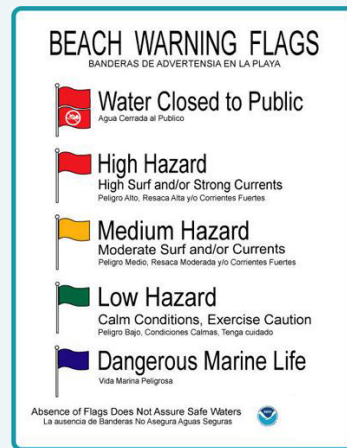 BEACH WARNING FLAGS
BANDERAS DE ADVERTENSIA EN LA PLAYA
Water Closed to Public
Agua Cerrada al Publico
High Hazard
High Surf and/or Strong Currents
Peligro Alto, Resaca Alta y/o Corrientes Fuertes
Medium Hazard
Moderate Surf and/or Currents
Peligro Medio, Resaca Moderada y/o Corrientes Fuertes
Low Hazard
Calm Conditions, Exercise Caution
Peligro Bajo, Condiciones Calmas, Tenga cuidado
Dangerous Marine Life
Vida Marina Peligrosa
Absence of Flags Does Not Assure Safe Waters
La ausencia de Banderas No Asegura Aguas Seguras